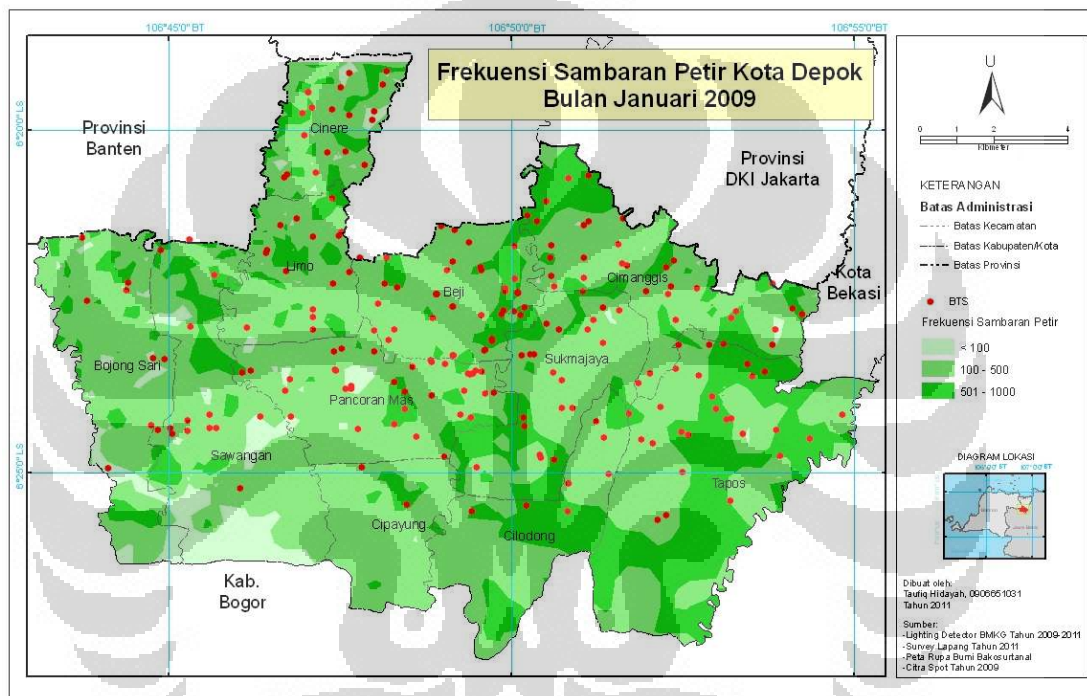 106°45'0" BT
106°50'0" BT
106°55'0" BT
Frekuensi Sambaran Petir Kota Depok
Bulan Januari 2009
6°20'0" LS
6°25'0" LS
Provinsi
Banten
Provinsi
DKI Jakarta
Kota
Bekasi
Kab.
Bogor
Cinere
Limo
Beji
Cimanggis
Bojong Sari
Sukmajaya
Pancoran Mas
Sawangan
Tapos
Cipayung
Cilodong
U
0 1 2 4
Kilometer
KETERANGAN
Batas Administrasi
Batas Kecamatan
Batas Kabupaten/Kota
Batas Provinsi
BTS
Frekuensi Sambaran Petir
< 100
100 - 500
501 - 1000
DIAGRAM LOKASI
Dibuat oleh:
Taufiq Hidayah, 0906651031
Tahun 2011
Sumber:
-Lighting Detector BMKG Tahun 2009-2011
-Survey Lapang Tahun 2011
-Peta Rupa Bumi Bakosurtanal
-Citra Spot Tahun 2009